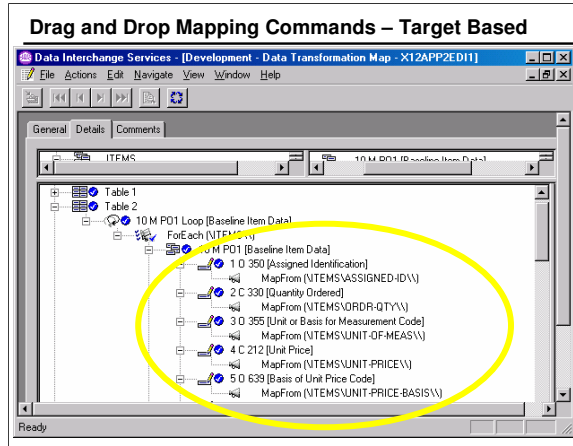 Drag and Drop Mapping Commands – Target Based
Data Interchange Services - [Development - Data Transformation Map - X12APP2EDI1]
File Actions Edit Navigate View Window Help
General Details Comments
ITEMS
10 M PO1 [Baseline Item Data]
Table 1
Table 2
10 M PO1 Loop [Baseline Item Data]
ForEach (\ITEMS\\)
10 M PO1 [Baseline Item Data]
1 O 350 [Assigned Identification]
MapFrom (\ITEMS\ASSIGNED-ID\\)
2 C 330 [Quantity Ordered]
MapFrom (\ITEMS\ORDR-QTY\\)
3 O 355 [Unit or Basis for Measurement Code]
MapFrom (\ITEMS\UNIT-OF-MEAS\\)
4 C 212 [Unit Price]
MapFrom (\ITEMS\UNIT-PRICE\\)
5 O 639 [Basis of Unit Price Code]
MapFrom (\ITEMS\UNIT-PRICE-BASIS\\)
Ready